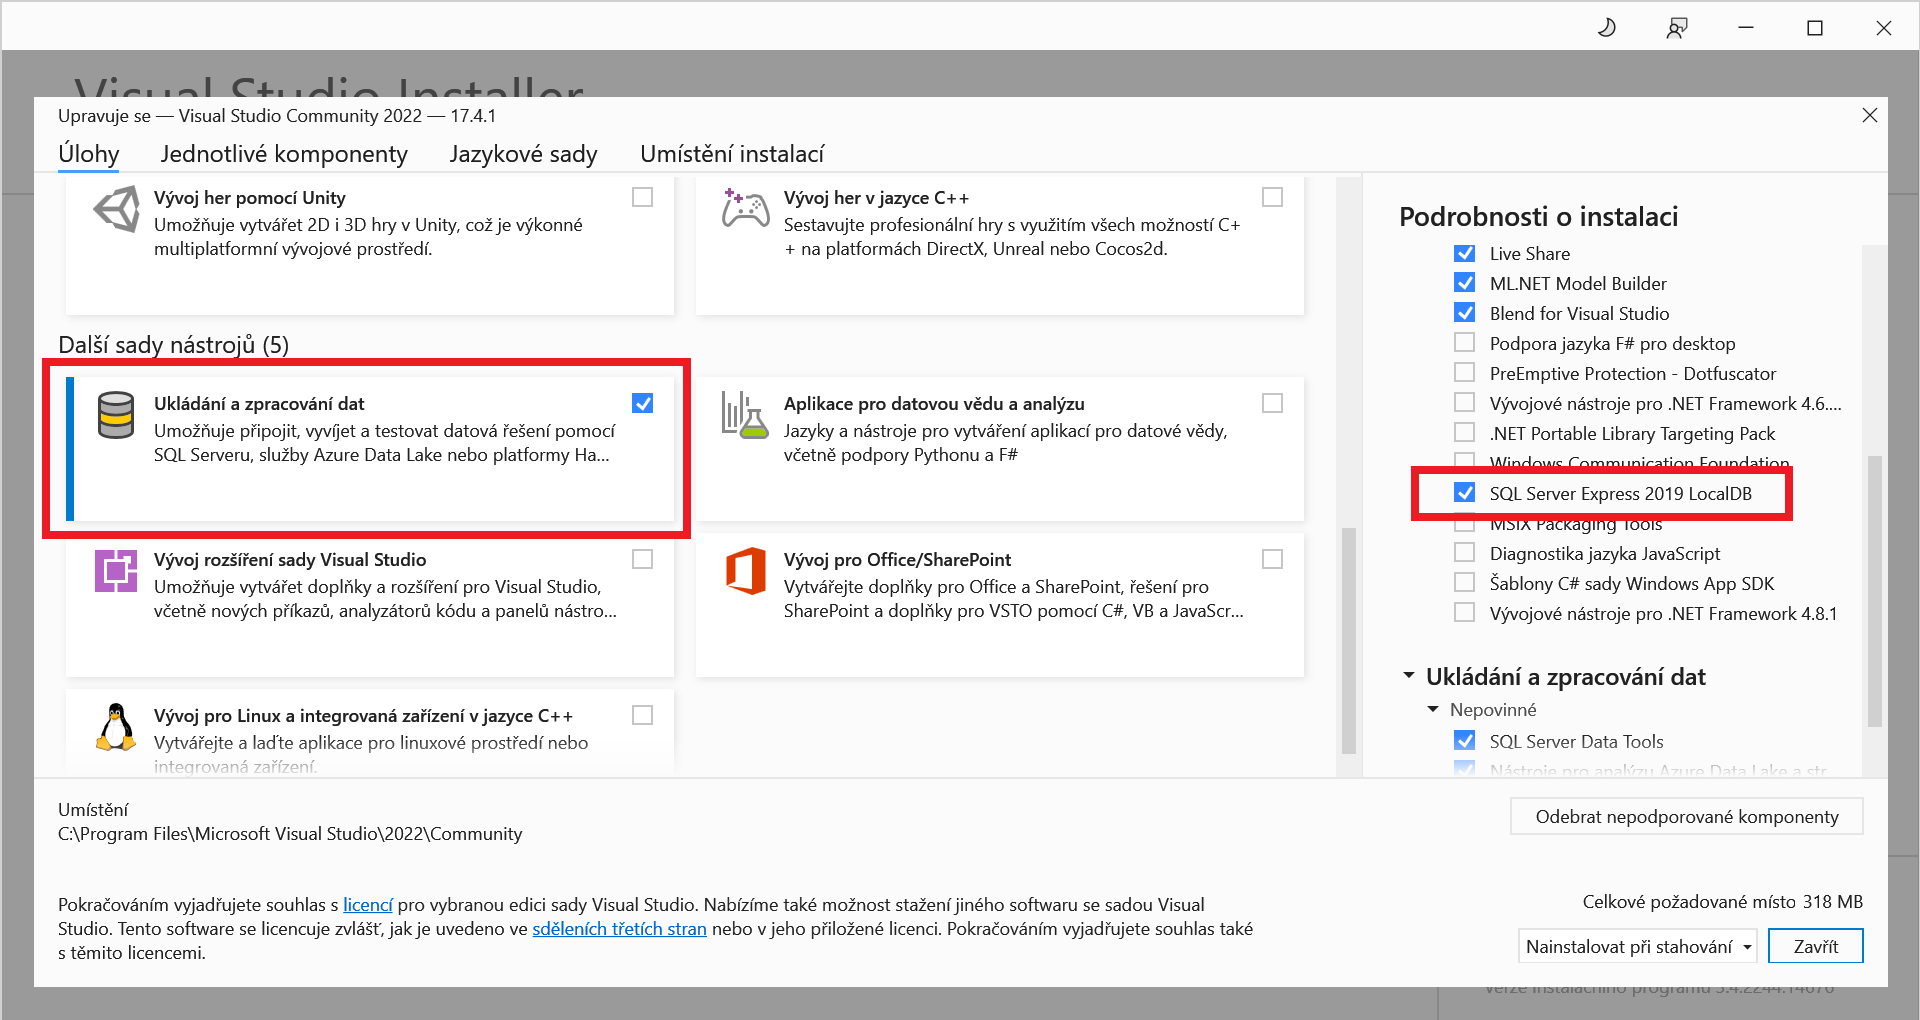 Visual Studio Installer
Upravuje se — Visual Studio Community 2022 — 17.4.1
Úlohy
Jednotlivé komponenty
Jazykové sady
Umístění instalací
Vývoj her pomocí Unity
Umožňuje vytvářet 2D i 3D hry v Unity, což je výkonné
multiplatformní vývojové prostředí.
Vývoj her v jazyce C++
Sestavujte profesionální hry s využitím všech možností C+
+ na platformách DirectX, Unreal nebo Cocos2d.
Další sady nástrojů (5)
Ukládání a zpracování dat
Umožňuje připojit, vyvíjet a testovat datová řešení pomocí
SQL Serveru, služby Azure Data Lake nebo platformy Ha...
Aplikace pro datovou vědu a analýzu
Jazyky a nástroje pro vytváření aplikací pro datové vědy,
včetně podpory Pythonu a F#
Vývoj rozšíření sady Visual Studio
Umožňuje vytvářet doplňky a rozšíření pro Visual Studio,
včetně nových příkazů, analyzátorů kódu a panelů nástro...
Vývoj pro Office/SharePoint
Vytvářejte doplňky pro Office a SharePoint, řešení pro
SharePoint a doplňky pro VSTO pomocí C#, VB a JavaScr...
Vývoj pro Linux a integrovaná zařízení v jazyce C++
Vytvářejte a laďte aplikace pro linuxové prostředí nebo
integrovaná zařízení.
Podrobnosti o instalaci
Live Share
ML.NET Model Builder
Blend for Visual Studio
Podpora jazyka F# pro desktop
PreEmptive Protection - Dotfuscator
Vývojové nástroje pro .NET Framework 4.6....
.NET Portable Library Targeting Pack
Windows Communication Foundation
SQL Server Express 2019 LocalDB
MSIX Packaging Tools
Diagnostika jazyka JavaScript
Šablony C# sady Windows App SDK
Vývojové nástroje pro .NET Framework 4.8.1
Ukládání a zpracování dat
Nepovinné
SQL Server Data Tools
Nástroje pro analýzu Azure Data Lake a str
Umístění
C:\Program Files\Microsoft Visual Studio\2022\Community
Odebrat nepodporované komponenty
Pokračováním vyjadřujete souhlas s licencí pro vybranou edici sady Visual Studio. Nabízíme také možnost stažení jiného softwaru se sadou Visual
Studio. Tento software se licencuje zvlášť, jak je uvedeno ve sděleních třetích stran nebo v jeho přiložené licenci. Pokračováním vyjadřujete souhlas také
s těmito licencemi.
Celkové požadované místo 318 MB
Nainstalovat při stahování
Zavřít
Verze instalačního programu 3.4.2244.14676